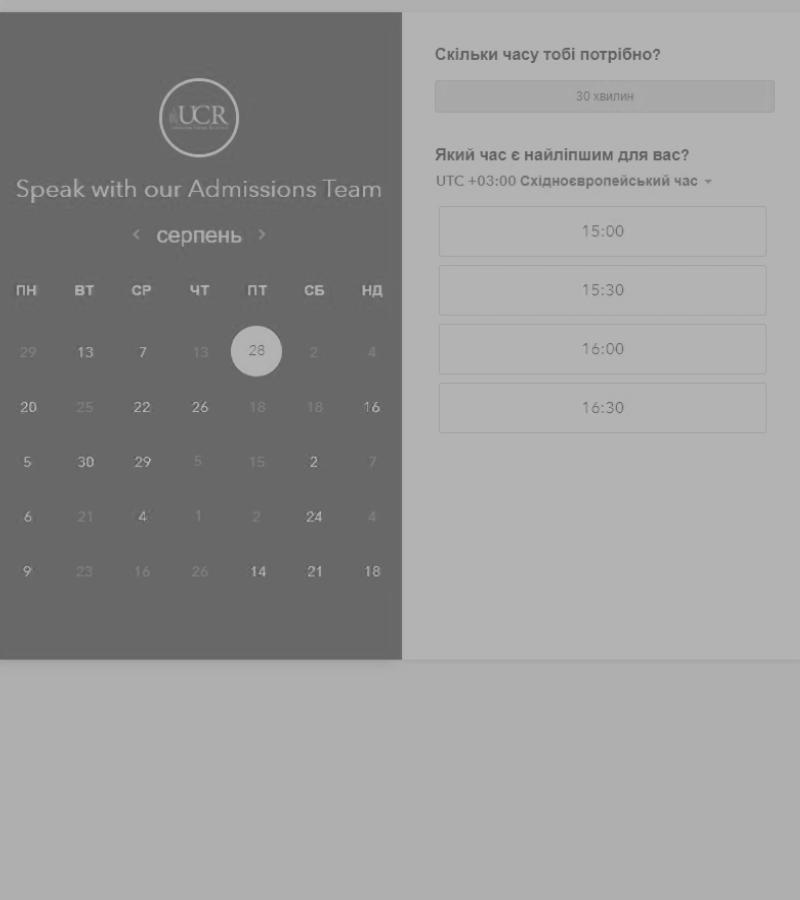 UCR
Speak with our Admissions Team
серпень
ПН ВТ СР ЧТ ПТ СБ НД
29 13 7 13 28 2 4
20 25 22 26 18 18 16
5 30 29 5 15 2 7
6 21 4 1 2 24 4
9 23 16 26 14 21 18
Скільки часу тобі потрібно?
30 хвилин
Який час є найліпшим для вас?
UTC +03:00 Східноєвропейський час
15:00
15:30
16:00
16:30